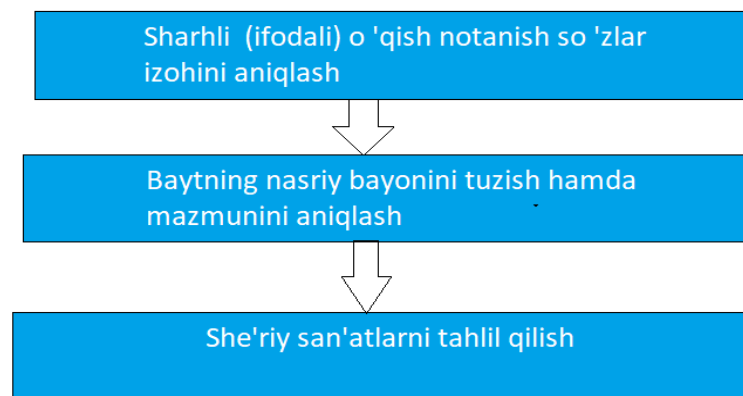 Sharhli (ifodali) o 'qish notanish so 'zlar
izohini aniqlash
Baytning nasriy bayonini tuzish hamda
mazmunini aniqlash
She'riy san'atlarni tahlil qilish